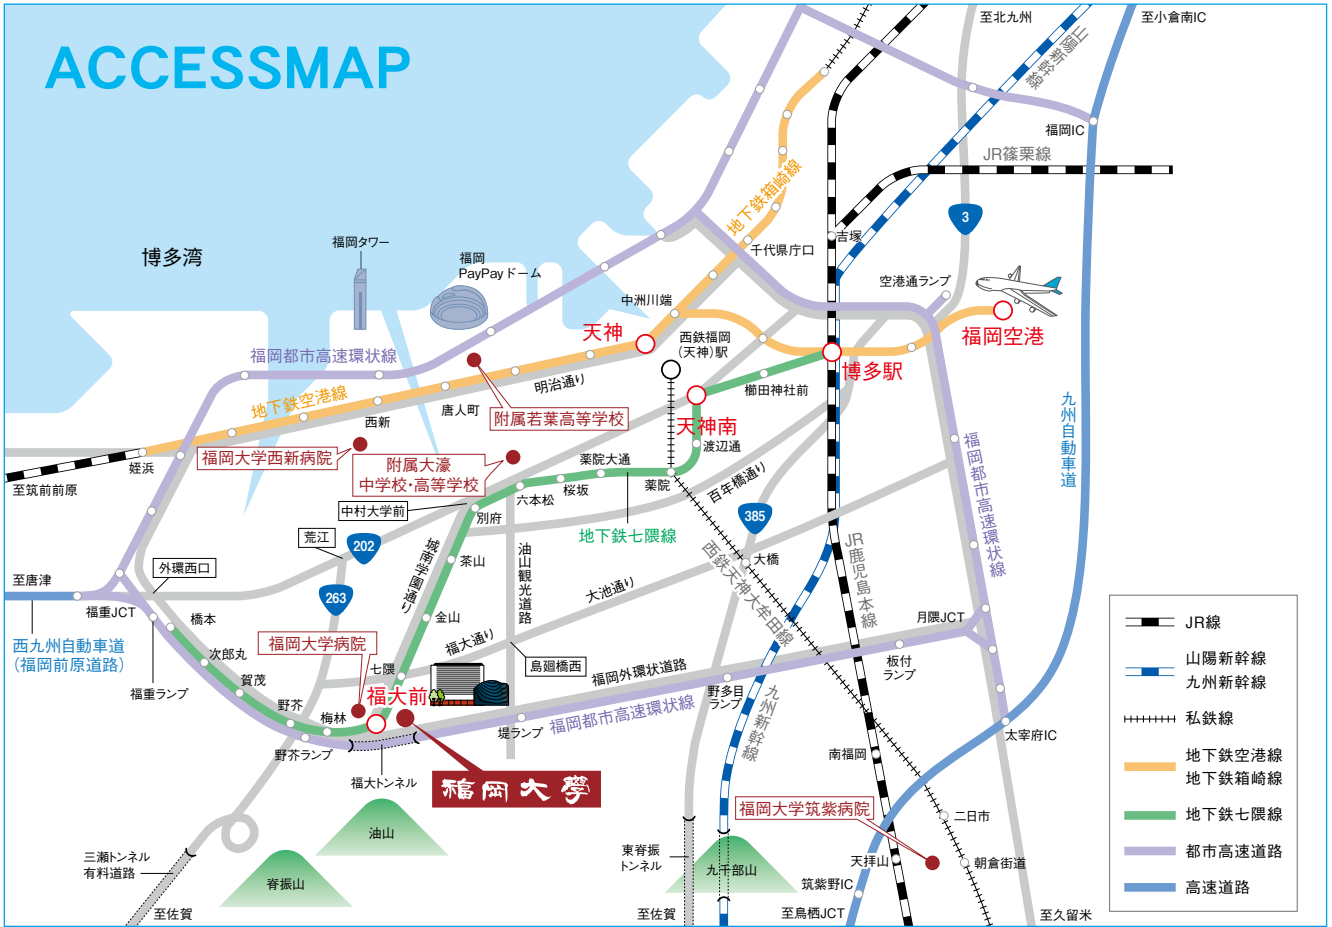 ACCESSMAP
至北九州
至小倉南IC
山陽新幹線
福岡IC
JR篠栗線
地下鉄箱崎線
3
吉塚
千代県庁口
博多湾
福岡タワー
福岡
PayPayドーム
空港通ランプ
中洲川端
天神
西鉄福岡
(天神)駅
福岡空港
福岡都市高速環状線
博多駅
明治通り
櫛田神社前
地下鉄空港線
唐人町
西新
附属若葉高等学校
天神南
九州自動車道
渡辺通
福岡都市高速環状線
姪浜
福岡大学西新病院
附属大濠
中学校・高等学校
薬院大通
薬院
百年橋通り
至筑前前原
桜坂
六本松
中村大学前
別府
385
地下鉄七隈線
荒江
202
城南学園通り
茶山
油山観光道路
西鉄天神大牟田線
大橋
JR鹿児島本線
外環西口
至唐津
263
大池通り
福重JCT
橋本
金山
月隈JCT
西九州自動車道
(福岡前原道路)
次郎丸
福岡大学病院
福大通り
七隈
島廻橋西
板付
ランプ
福岡外環状道路
福重ランプ
賀茂
福大前
野多目
ランプ
九州新幹線
野芥
梅林
福岡都市高速環状線
堤ランプ
野芥ランプ
太宰府IC
南福岡
福大トンネル
福岡大學
福岡大学筑紫病院
二日市
油山
三瀬トンネル
有料道路
脊振山
東脊振
トンネル
九千部山
天拝山
朝倉街道
筑紫野IC
至佐賀
至佐賀
至鳥栖JCT
至久留米
JR線
山陽新幹線
九州新幹線
私鉄線
地下鉄空港線
地下鉄箱崎線
地下鉄七隈線
都市高速道路
高速道路